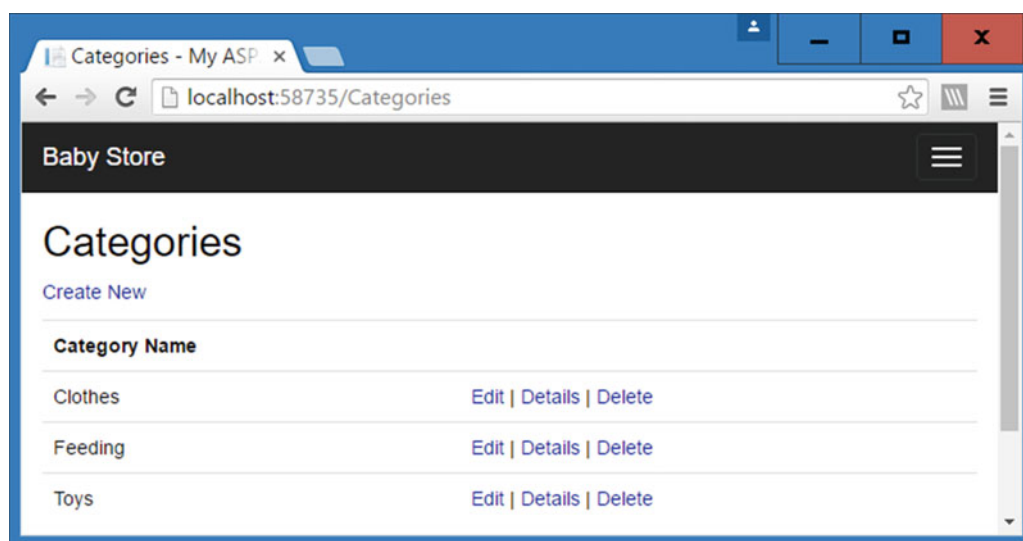 Categories - My ASP
localhost:58735/Categories
Baby Store
Categories
Create New
Category Name
Clothes Edit | Details | Delete
Feeding Edit | Details | Delete
Toys Edit | Details | Delete